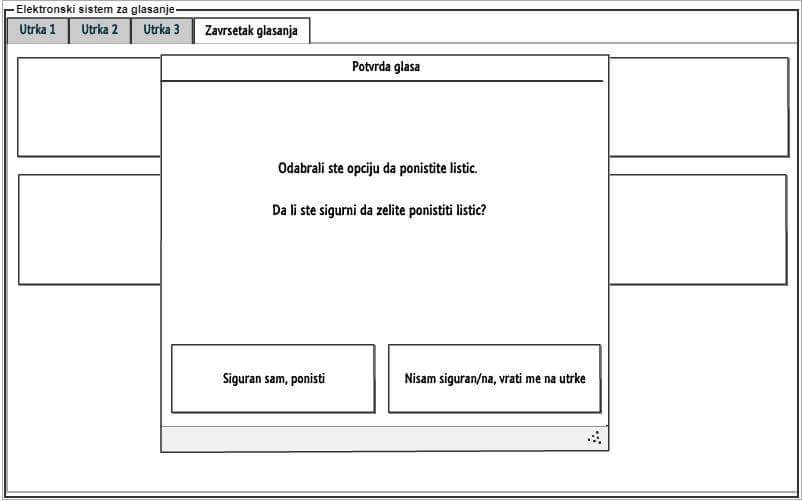 Elektronski sistem za glasanje
Utrka 1 Utrka 2 Utrka 3 Zavrsetak glasanja
Potvrda glasa
Odabrali ste opciju da ponistite listic.
Da li ste sigurni da zelite ponistiti listic?
Siguran sam, ponisti Nisam siguran/na, vrati me na utrke